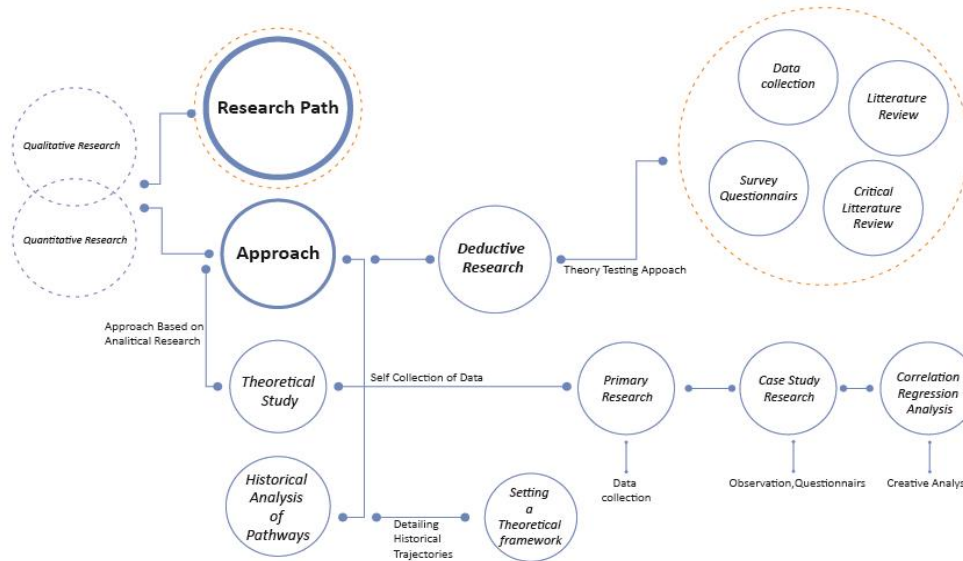 Research Path
Qualitative Research
Quantitative Research
Approach
Approach Based on
Analitical Research
Theoretical
Study
Historical
Analysis
of
Pathways
Deductive
Research
Theory Testing Appoach
Data
collection
Litterature
Review
Survey
Questionnairs
Critical
Litterature
Review
Self Collection of Data
Primary
Research
Case Study
Research
Correlation
Regression
Analysis
Data
collection
Observation,Questionnairs
Creative Analys
Detailing
Historical
Trajectories
Setting
a
Theoretical
framework